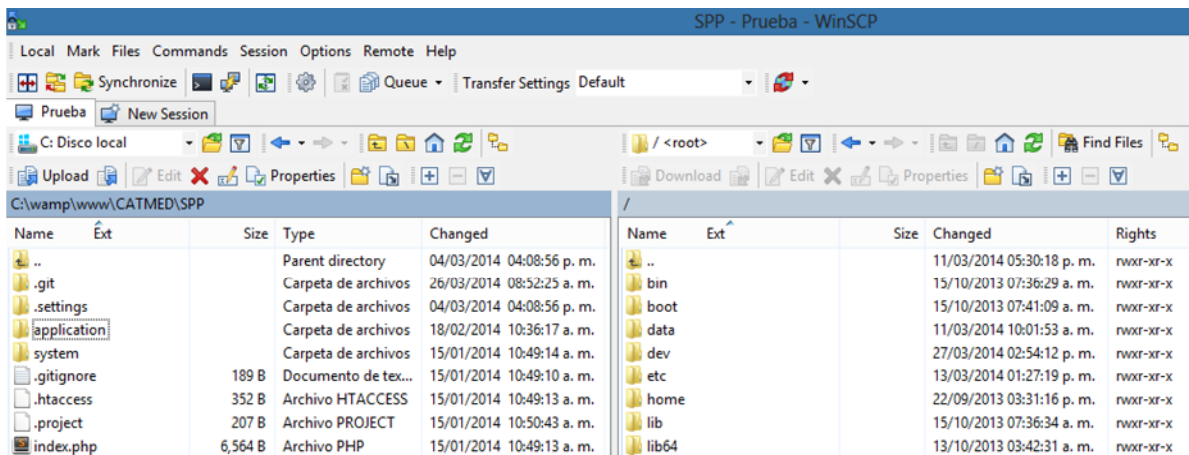 SPP - Prueba - WinSCP
Local Mark Files Commands Session Options Remote Help
Synchronize Queue Transfer Settings Default
Prueba New Session
C: Disco local / <root> Find Files
Upload Edit Properties Download Edit Properties
C:\wamp\www\CATMED\SPP /
Name Ext Size Type Changed Name Ext Size Changed Rights
.. Parent directory 04/03/2014 04:08:56 p. m. .. 11/03/2014 05:30:18 p. m. rwxr-xr-x
.git Carpeta de archivos 26/03/2014 08:52:25 a. m. bin 15/10/2013 07:36:29 a. m. rwxr-xr-x
.settings Carpeta de archivos 04/03/2014 04:08:56 p. m. boot 15/10/2013 07:41:09 a. m. rwxr-xr-x
application Carpeta de archivos 18/02/2014 10:36:17 a. m. data 11/03/2014 10:01:53 a. m. rwxr-xr-x
system Carpeta de archivos 15/01/2014 10:49:14 a. m. dev 27/03/2014 02:54:12 p. m. rwxr-xr-x
.gitignore 189 B Documento de tex... 15/01/2014 10:49:10 a. m. etc 13/03/2014 01:27:19 p. m. rwxr-xr-x
.htaccess 352 B Archivo HTACCESS 15/01/2014 10:49:13 a. m. home 22/09/2013 03:31:16 p. m. rwxr-xr-x
.project 207 B Archivo PROJECT 15/01/2014 10:50:43 a. m. lib 15/10/2013 07:36:34 a. m. rwxr-xr-x
index.php 6,564 B Archivo PHP 15/01/2014 10:49:13 a. m. lib64 13/10/2013 03:42:31 a. m. rwxr-xr-x